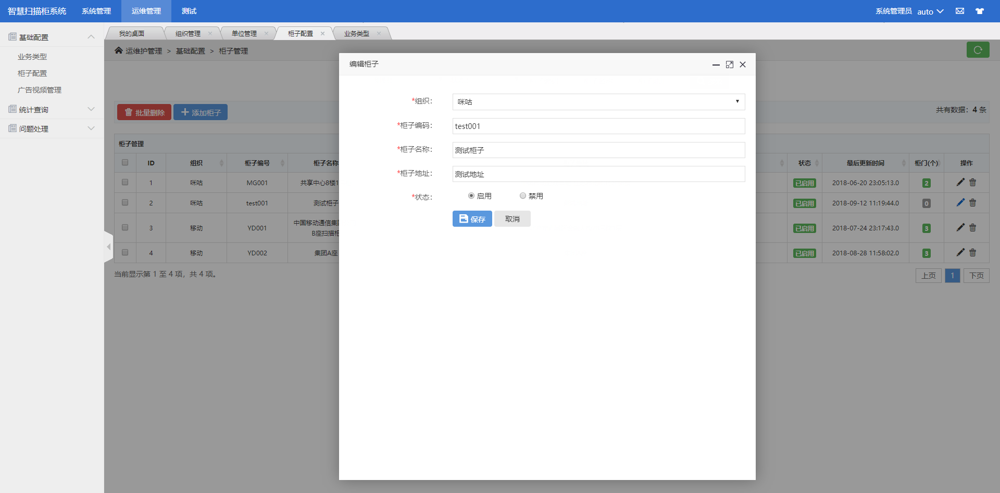 智慧扫描柜系统 系统管理 运维管理 测试 系统管理员 auto
基础配置
业务类型
柜子配置
广告视频管理
统计查询
问题处理
我的桌面 组织管理 单位管理 柜子配置 业务类型
运维护管理 > 基础配置 > 柜子管理
批量删除 添加柜子 共有数据：4 条
柜子管理
ID 组织 柜子编号 柜子名称 状态 最后更新时间 柜门(个) 操作
1 咪咕 MG001 共享中心8楼1 已启用 2018-06-20 23:05:13.0 2
2 咪咕 test001 测试柜子 已启用 2018-09-12 11:19:44.0 0
3 移动 YD001 中国移动通信集团 B座扫描柜 已启用 2018-07-24 23:17:43.0 3
4 移动 YD002 集团A座 已启用 2018-08-28 11:58:02.0 3
当前显示第 1 至 4 项，共 4 项。 上页 1 下页
编辑柜子
*组织： 咪咕
*柜子编码： test001
*柜子名称： 测试柜子
*柜子地址： 测试地址
*状态： 启用 禁用
保存 取消